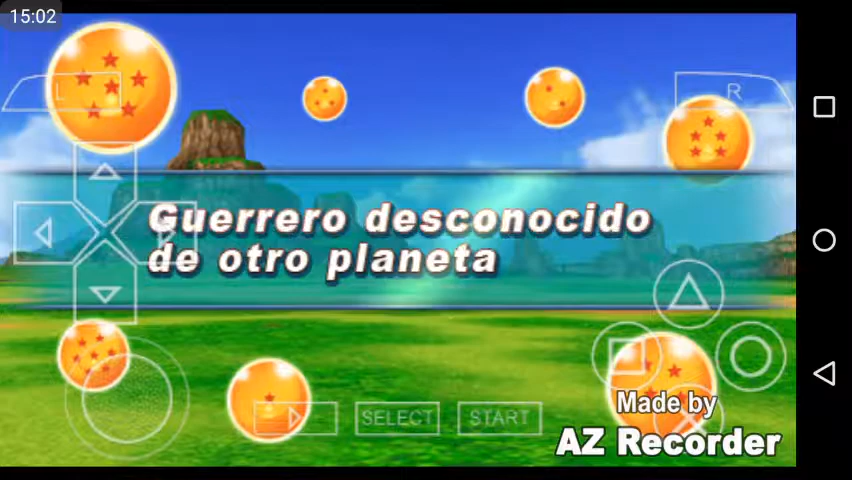 15:02
L
R
Guerrero desconocido
de otro planeta
SELECT
START
Made by
AZ Recorder